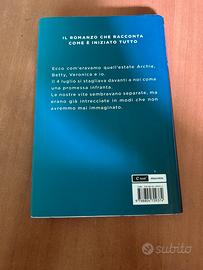 IL ROMANZO CHE RACCONTA
COME È INIZIATO TUTTO
Ecco com'eravamo quell'estate Archie,
Betty, Veronica e io.
Il 4 luglio si stagliava davanti a noi come
una promessa infranta.
Le nostre vite sembravano separate, ma
erano già intrecciate in modi che non
avremmo mai immaginato.
subito